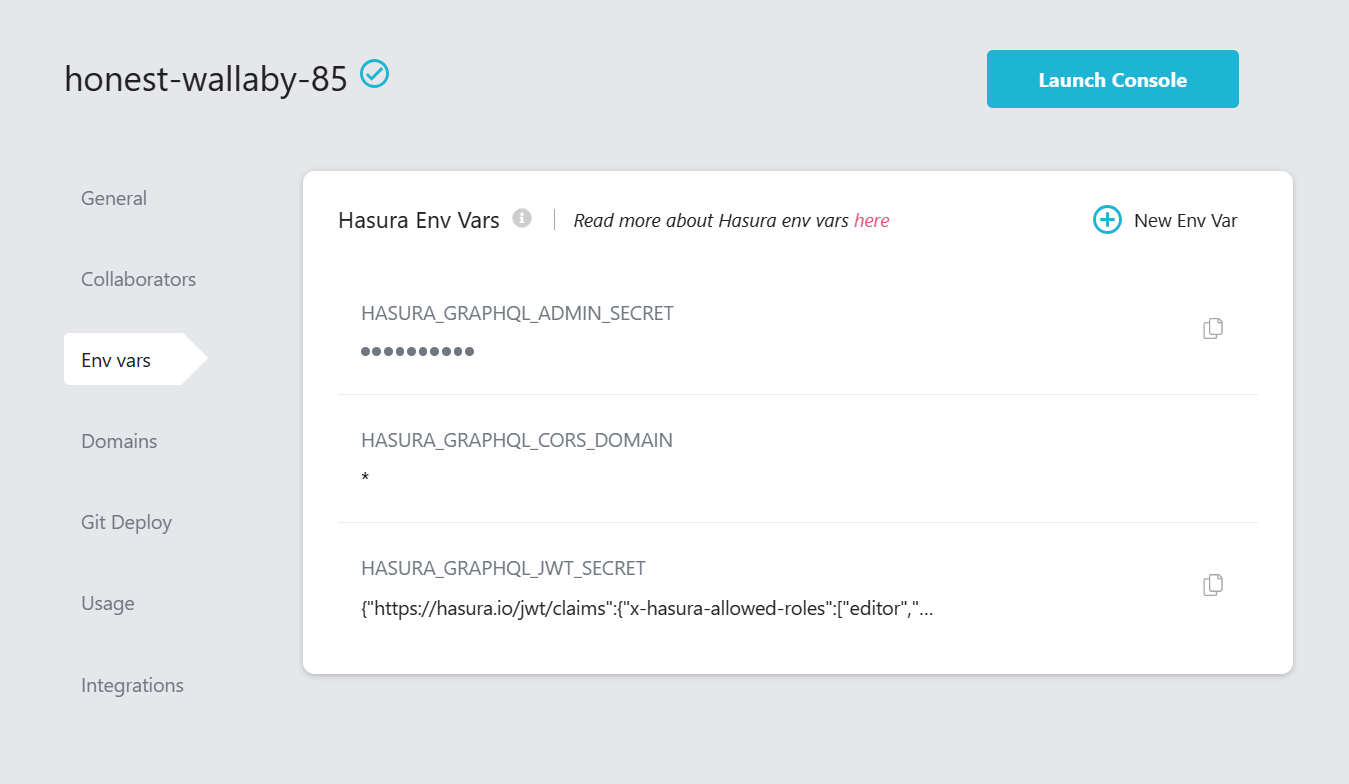 honest-wallaby-85
Launch Console
General
Collaborators
Env vars
Domains
Git Deploy
Usage
Integrations
Hasura Env Vars
Read more about Hasura env vars here
New Env Var
HASURA_GRAPHQL_ADMIN_SECRET
●●●●●●●●●●
HASURA_GRAPHQL_CORS_DOMAIN
*
HASURA_GRAPHQL_JWT_SECRET
{"https://hasura.io/jwt/claims":{"x-hasura-allowed-roles":["editor","...